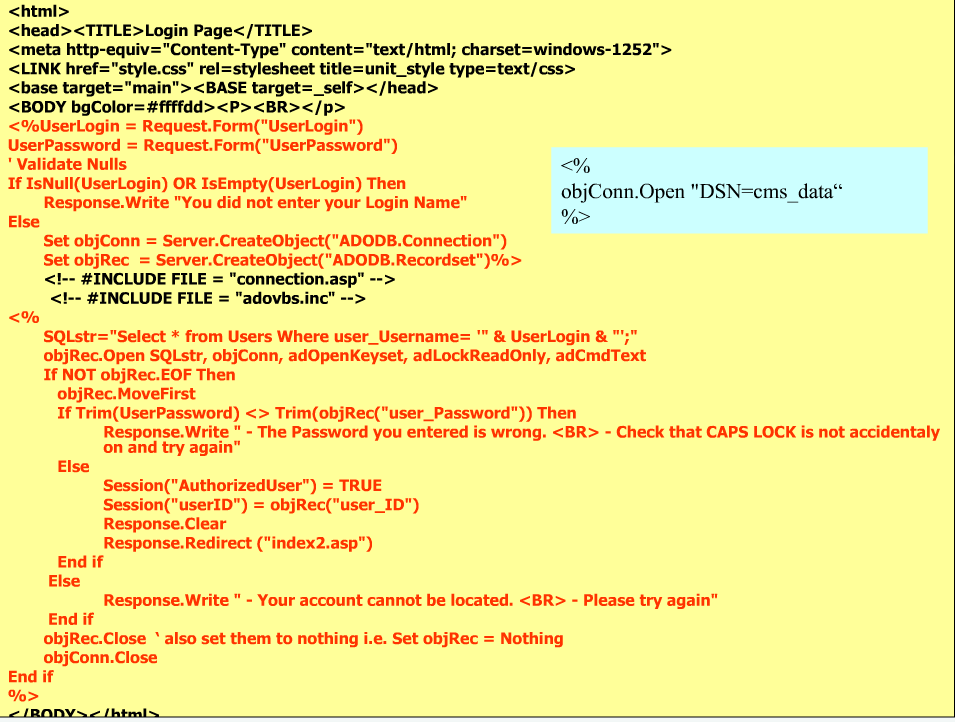 <html>
<head><TITLE>Login Page</TITLE>
<meta http-equiv="Content-Type" content="text/html; charset=windows-1252">
<LINK href="style.css" rel=stylesheet title=unit_style type=text/css>
<base target="main"><BASE target=_self></head>
<BODY bgColor=#ffffdd><P><BR></p>
<%UserLogin = Request.Form("UserLogin")
UserPassword = Request.Form("UserPassword")
' Validate Nulls
If IsNull(UserLogin) OR IsEmpty(UserLogin) Then
Response.Write "You did not enter your Login Name"
Else
Set objConn = Server.CreateObject("ADODB.Connection")
Set objRec  = Server.CreateObject("ADODB.Recordset")%>
<!-- #INCLUDE FILE = "connection.asp" -->
<!-- #INCLUDE FILE = "adovbs.inc" -->
<%
SQLstr="Select * from Users Where user_Username= '" & UserLogin & "';"
objRec.Open SQLstr, objConn, adOpenKeyset, adLockReadOnly, adCmdText
If NOT objRec.EOF Then
objRec.MoveFirst
If Trim(UserPassword) <> Trim(objRec("user_Password")) Then
Response.Write " - The Password you entered is wrong. <BR> - Check that CAPS LOCK is not accidentaly
on and try again"
Else
Session("AuthorizedUser") = TRUE
Session("userID") = objRec("user_ID")
Response.Clear
Response.Redirect ("index2.asp")
End if
Else
Response.Write " - Your account cannot be located. <BR> - Please try again"
End if
objRec.Close  ‛ also set them to nothing i.e. Set objRec = Nothing
objConn.Close
End if
%>
</BODY></html>
<%
objConn.Open "DSN=cms_data“
%>